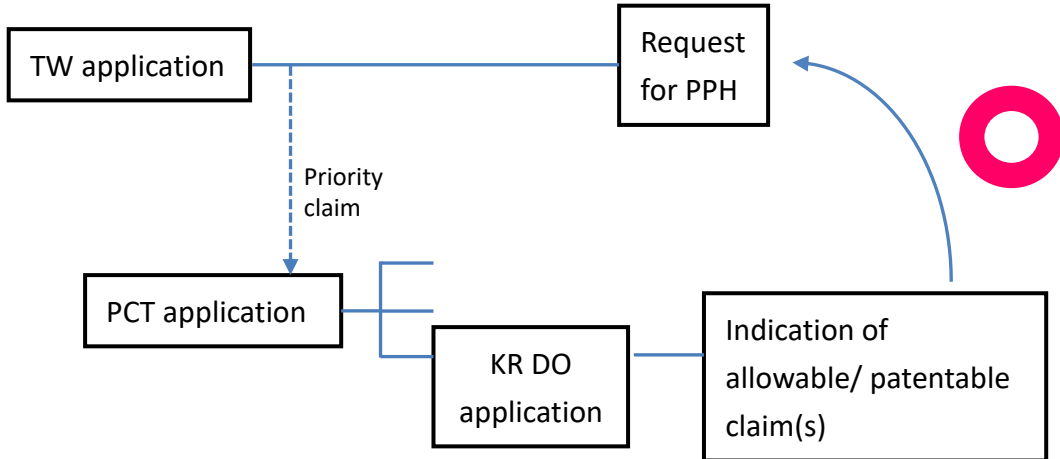 TW application
Request
for PPH
Priority
claim
PCT application
KR DO
application
Indication of
allowable/ patentable
claim(s)